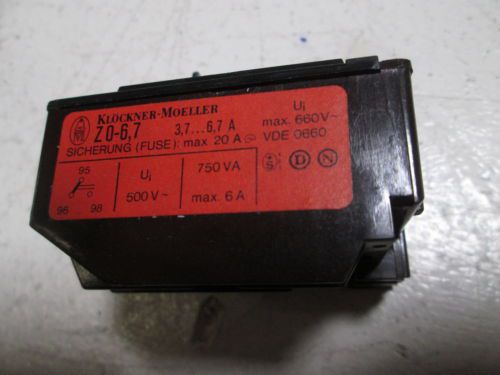 KLÖCKNER-MOELLER
Z 0-6,7
3,7...6,7 A
SICHERUNG (FUSE): max. 20 A
Ui
max. 660V~
VDE 0660
95
96 98
Ui
500 V~
750 VA
max. 6 A
S D N